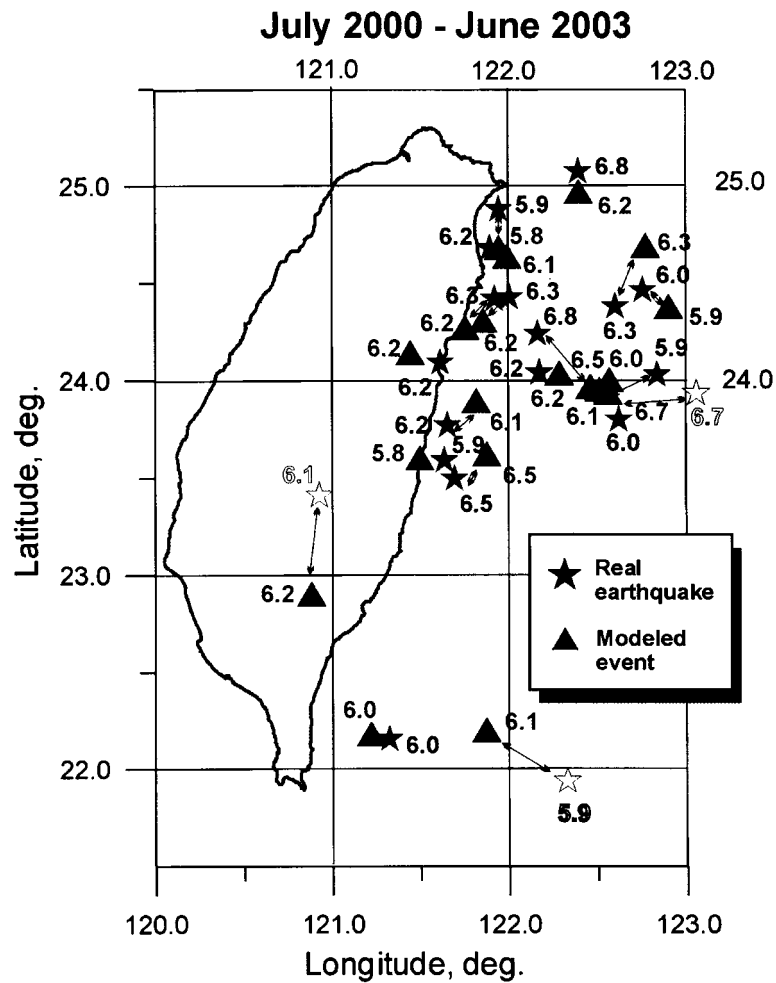 July 2000 - June 2003
121.0 122.0 123.0
25.0 6.8 25.0
6.2
5.9
6.2 5.8
6.1
6.3
6.0
6.3 6.3
5.9
6.8
6.3
6.2
6.2
6.2
6.5 6.0 5.9
24.0 6.2 24.0
6.2
6.2
6.1 6.7 6.7
6.2 6.1
6.0
5.9
5.8
6.5
6.1
6.5
Latitude, deg.
23.0
6.2
Real
earthquake
Modeled
event
6.0 6.1
6.0
22.0
5.9
120.0 121.0 122.0 123.0
Longitude, deg.